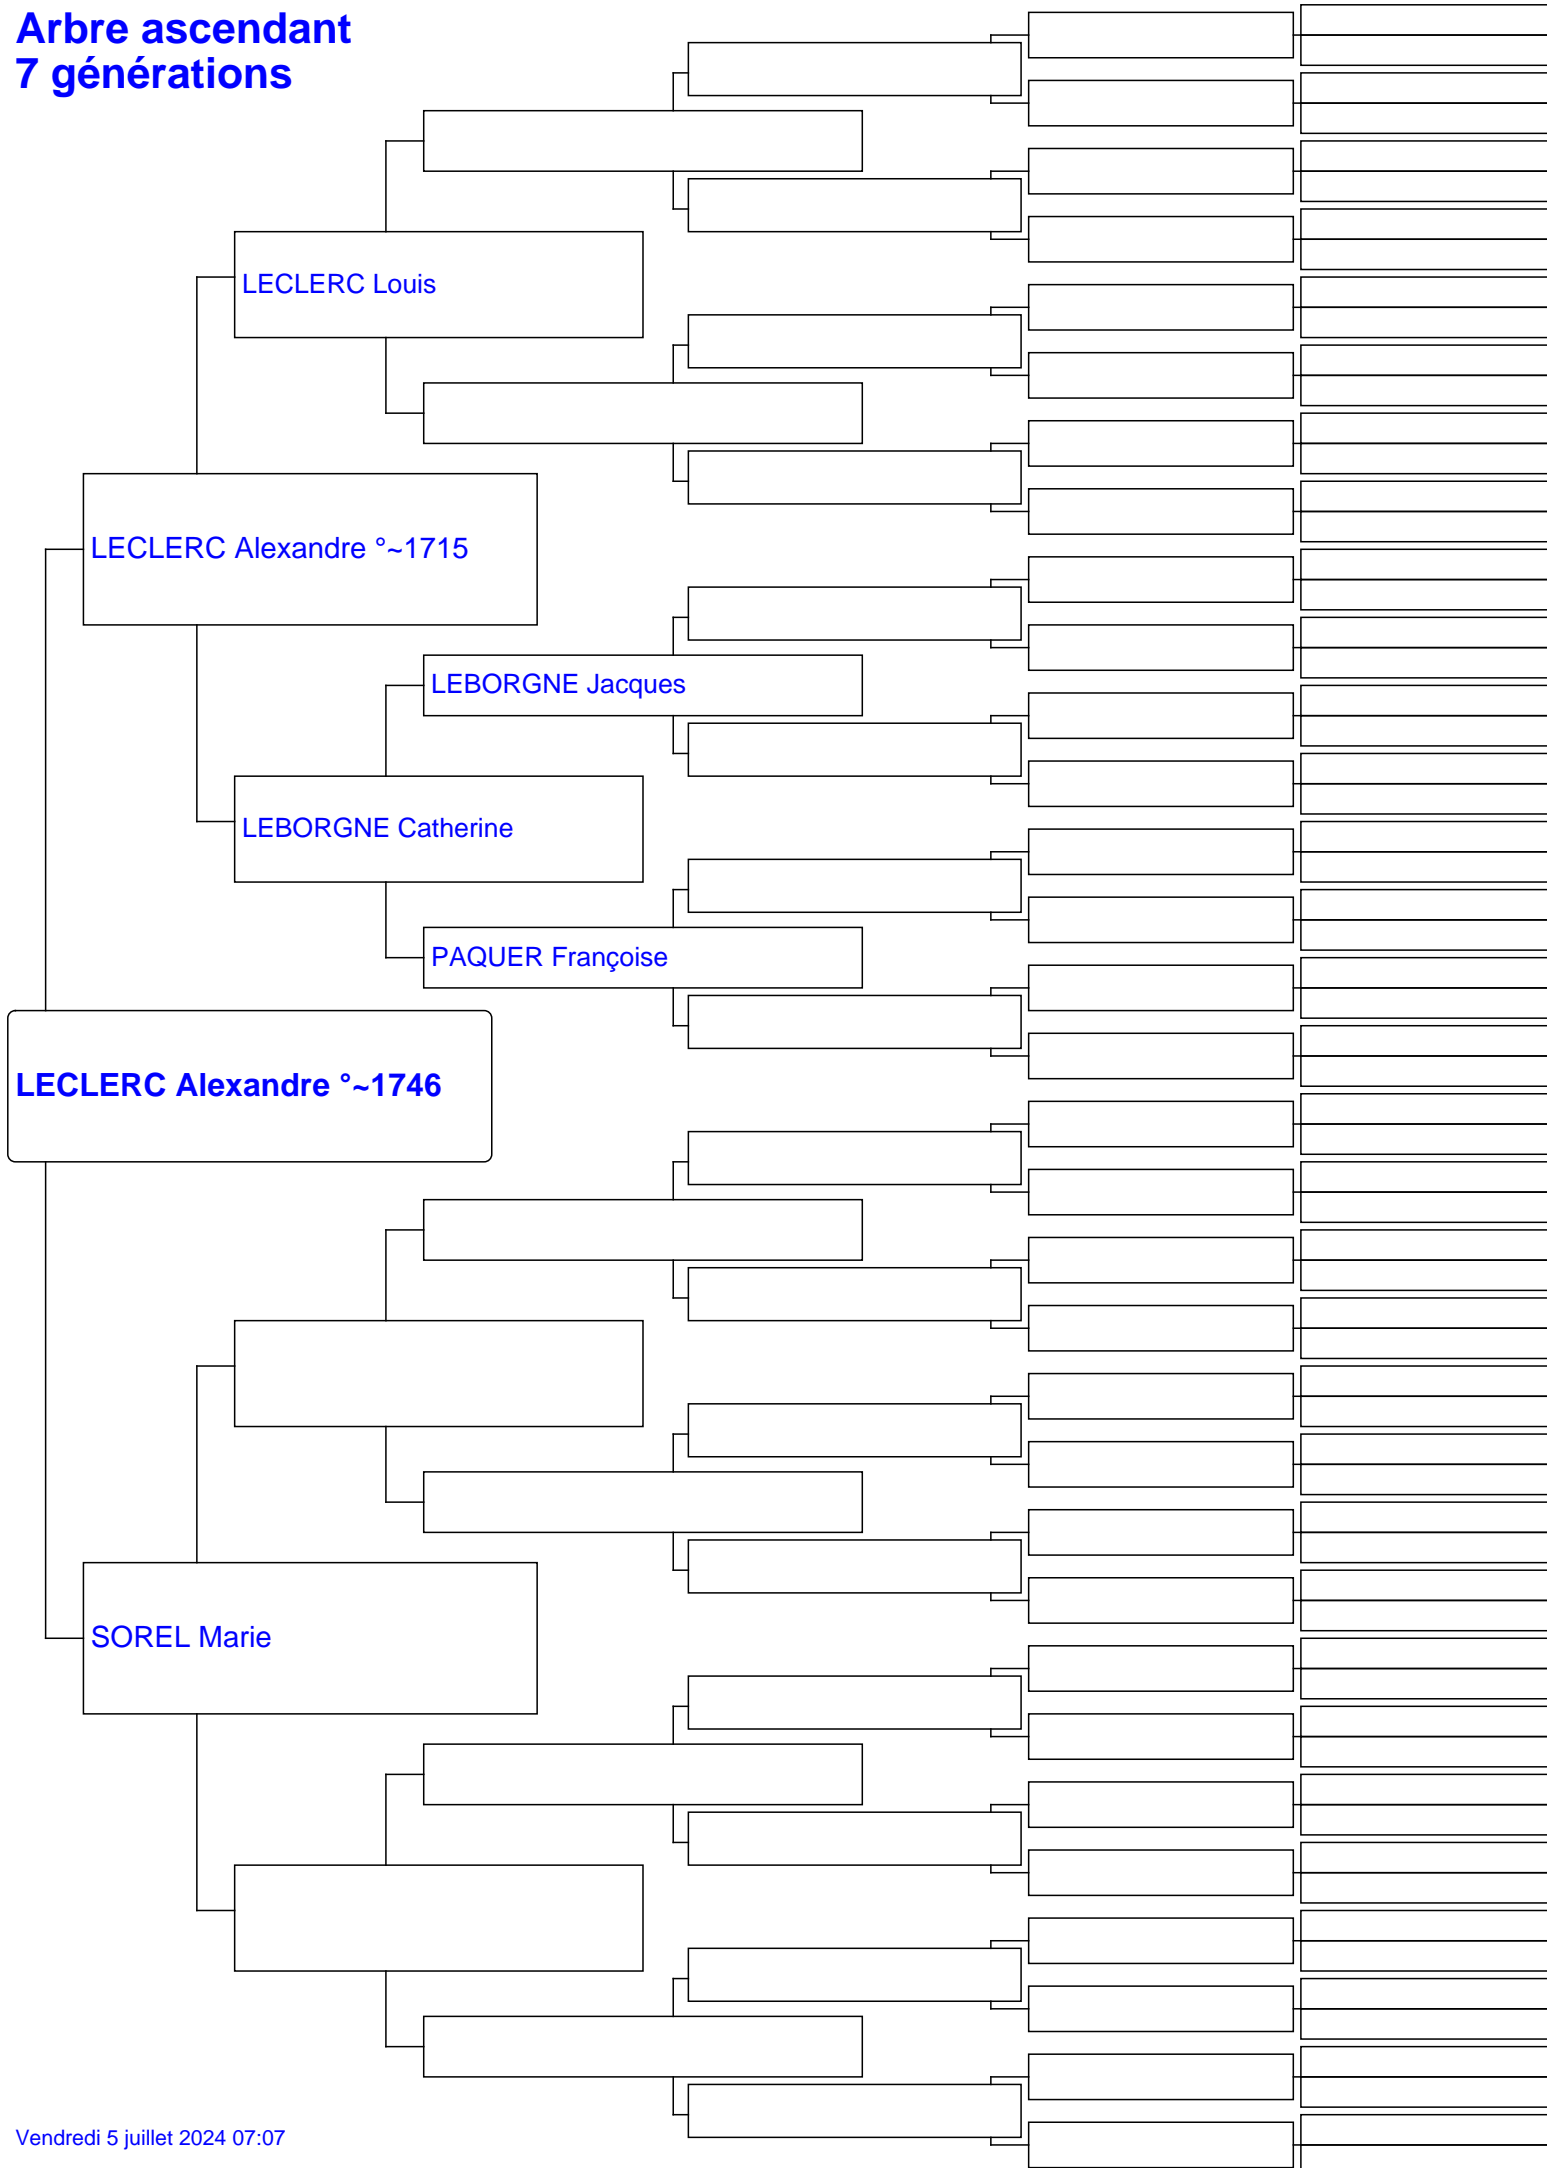 Arbre ascendant
7 générations
LECLERC Louis
LECLERC Alexandre °~1715
LEBORGNE Jacques
LEBORGNE Catherine
PAQUER Françoise
LECLERC Alexandre °~1746
SOREL Marie
Vendredi 5 juillet 2024 07:07